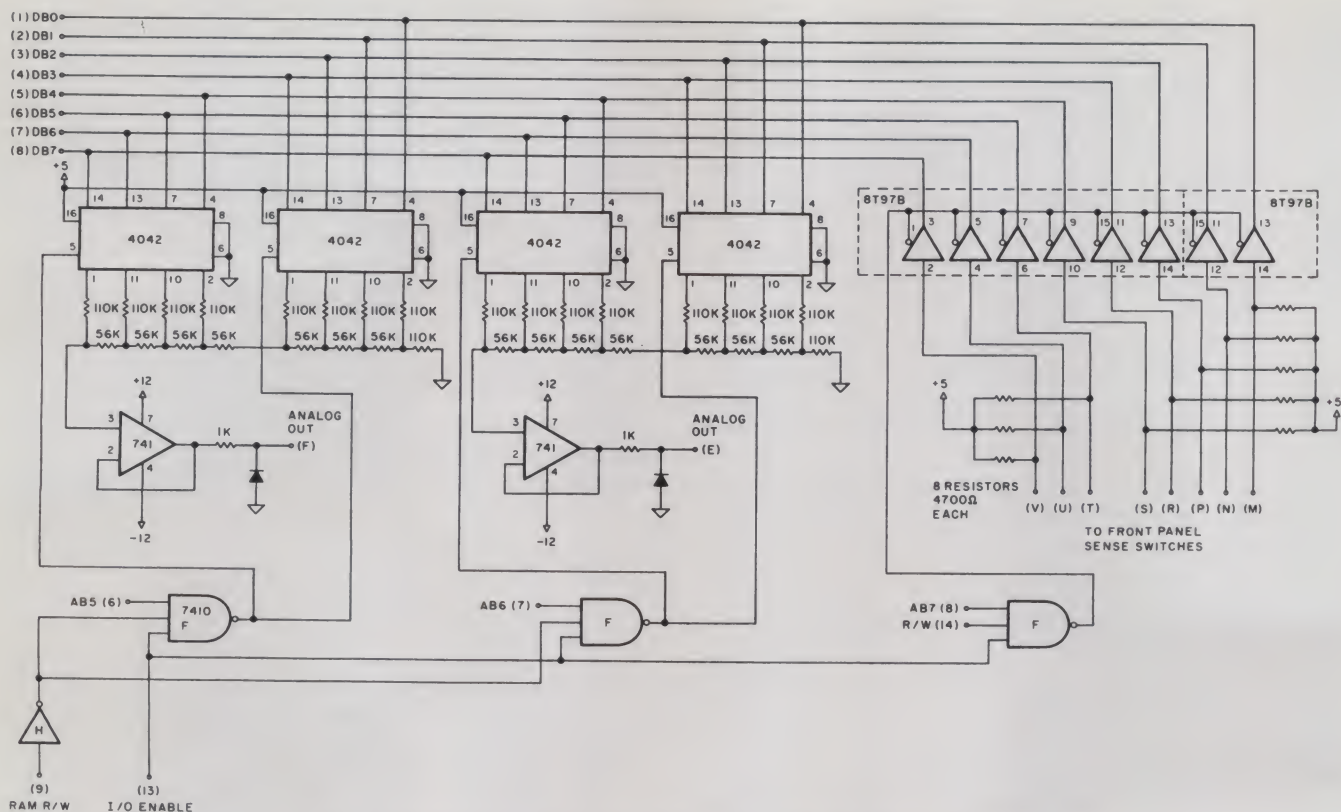 (1) DB0
(2) DB1
(3) DB2
(4) DB3
(5) DB4
(6) DB5
(7) DB6
(8) DB7
+5
14 13 7 4
14 13 7 4
14 13 7 4
14 13 7 4
16 4042 8
5 6
16 4042 8
5 6
16 4042 8
5 6
16 4042 8
5 6
1 11 10 2
1 11 10 2
1 11 10 2
1 11 10 2
8T97B
8T97B
1 3 5 7 9 15 11 13 15 11 13
2 4 6 10 12 14 12 14
110K 110K 110K 110K
110K 110K 110K 110K
110K 110K 110K 110K
110K 110K 110K 110K
56K 56K 56K 56K
56K 56K 56K 110K
56K 56K 56K 56K
56K 56K 56K 110K
+12
3 7
2 741
4
-12
1K
ANALOG
OUT
(F)
+12
3 7
2 741
4
-12
1K
ANALOG
OUT
(E)
+5
+5
8 RESISTORS
4700Ω
EACH
(V) (U) (T) (S) (R) (P) (N) (M)
TO FRONT PANEL
SENSE SWITCHES
AB5 (6)
7410
F
AB6 (7)
F
AB7 (8)
R/W (14)
F
H
(9)
RAM R/W
(13)
I/O ENABLE